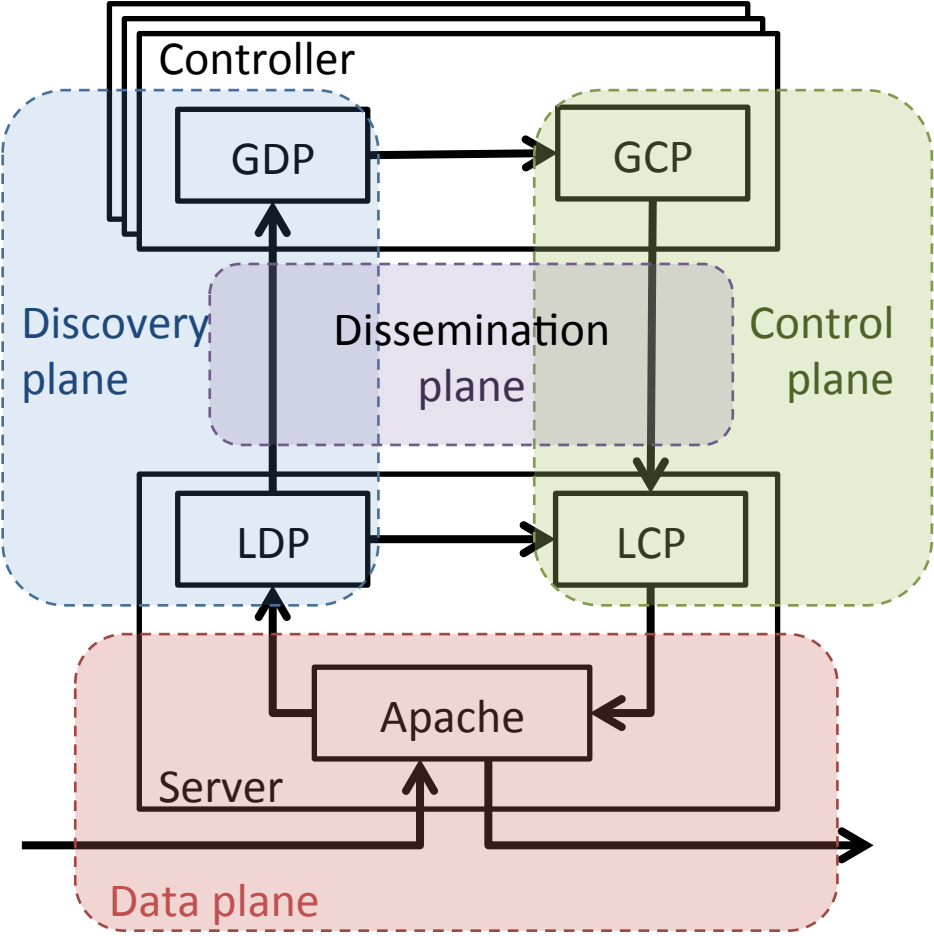 Controller
GDP
GCP
Discovery
plane
Dissemination
plane
Control
plane
LDP
LCP
Apache
Server
Data plane